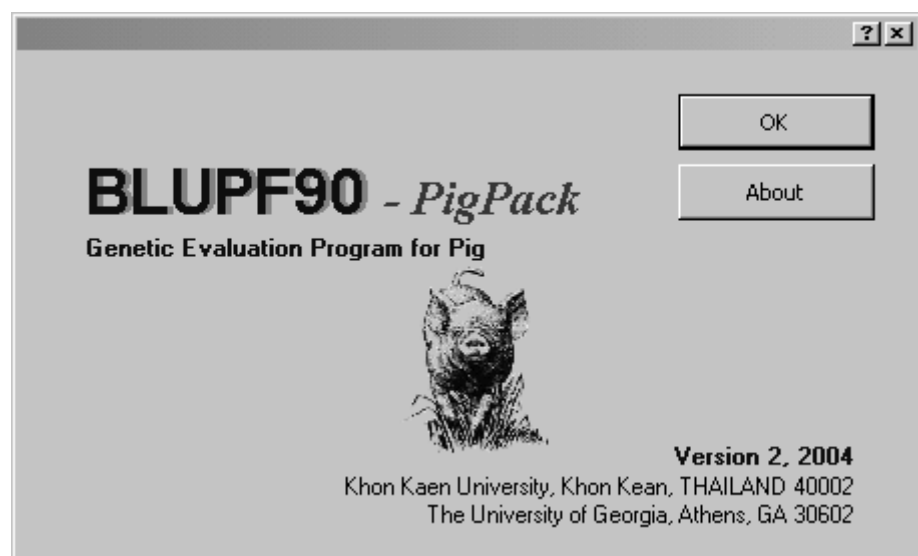 OK
BLUPF90 - PigPack
About
Genetic Evaluation Program for Pig
Version 2, 2004
Khon Kaen University, Khon Kean, THAILAND 40002
The University of Georgia, Athens, GA 30602